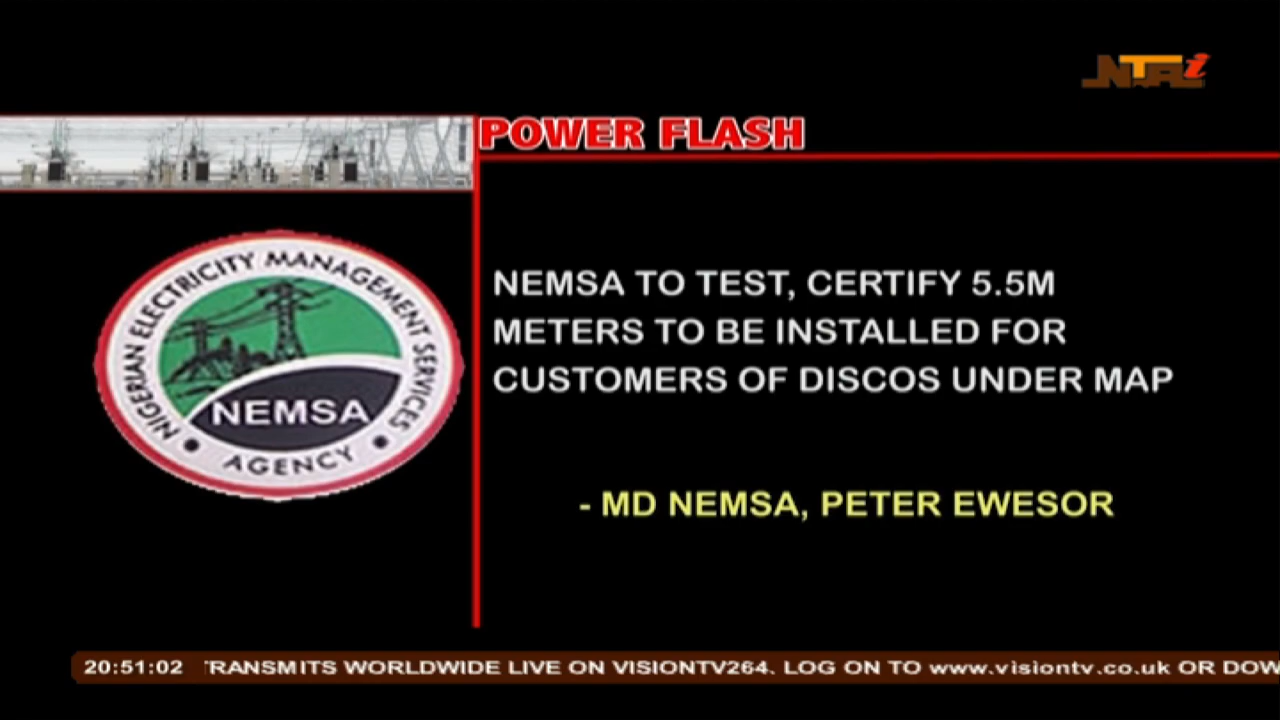 NTAi
POWER FLASH
NIGERIAN ELECTRICITY MANAGEMENT SERVICES
NEMSA
AGENCY
NEMSA TO TEST, CERTIFY 5.5M
METERS TO BE INSTALLED FOR
CUSTOMERS OF DISCOS UNDER MAP
- MD NEMSA, PETER EWESOR
20:51:02 TRANSMITS WORLDWIDE LIVE ON VISIONTV264. LOG ON TO www.visiontv.co.uk OR DOW